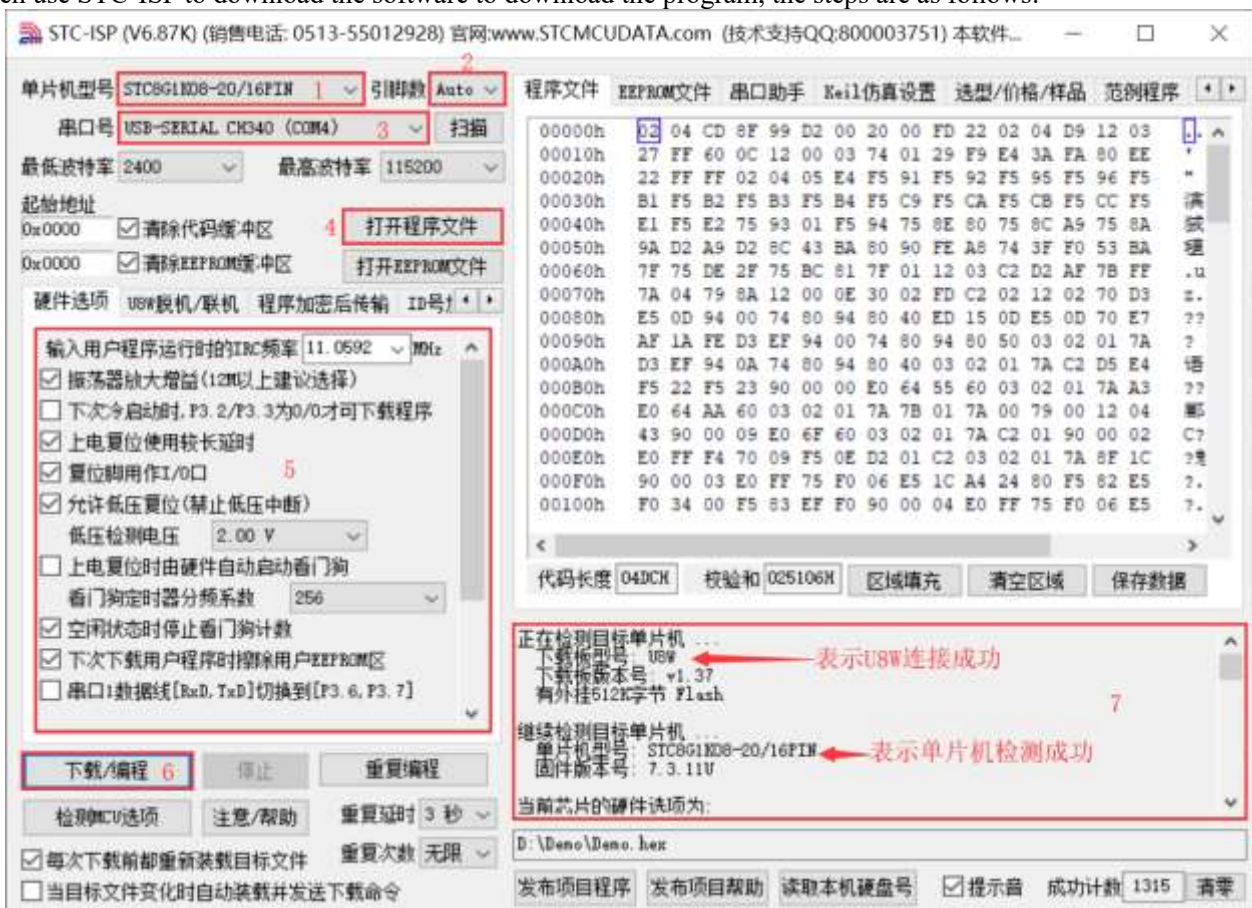 en use STC-ISP to download the software to download the program, the steps are as follows:
STC-ISP (V6.87K) (销售电话: 0513-55012928) 官网:www.STCMCUDATA.com (技术支持QQ:800003751) 本软件...
单片机型号 STC8G1K08-20/16PIN 1 引脚数 Auto 2
串口号 USB-SERIAL CH340 (COM4) 3 扫描
最低波特率 2400 最高波特率 115200
起始地址
0x0000 清除代码缓冲区 4 打开程序文件
0x0000 清除EEPROM缓冲区 打开EEPROM文件
硬件选项 U8W脱机/联机 程序加密后传输 ID号
输入用户程序运行时的IRC频率 11.0592 MHz
振荡器放大增益(12M以上建议选择)
下次冷启动时,P3.2/P3.3为0/0才可下载程序
上电复位使用较长延时
复位脚用作I/O口 5
允许低压复位(禁止低压中断)
低压检测电压 2.00 V
上电复位时由硬件自动启动看门狗
看门狗定时器分频系数 256
空闲状态时停止看门狗计数
下次下载用户程序时擦除用户EEPROM区
串口1数据线[RxD,TxD]切换到[P3.6,P3.7]
下载/编程 6 停止 重复编程
检测MCU选项 注意/帮助 重复延时 3 秒
每次下载前都重新装载目标文件 重复次数 无限
当目标文件变化时自动装载并发送下载命令
程序文件 EEPROM文件 串口助手 Keil仿真设置 选型/价格/样品 范例程序
00000h 02 04 CD 8F 99 D2 00 20 00 FD 22 02 04 D9 12 03
00010h 27 FF 60 0C 12 00 03 74 01 29 F9 E4 3A FA 80 EE
00020h 22 FF FF 02 04 05 E4 F5 91 F5 92 F5 95 F5 96 F5
00030h B1 F5 B2 F5 B3 F5 B4 F5 C9 F5 CA F5 CB F5 CC F5
00040h E1 F5 E2 75 93 01 F5 94 75 8E 80 75 8C A9 75 8A
00050h 9A D2 A9 D2 8C 43 BA 80 90 FE A8 74 3F F0 53 BA
00060h 7F 75 DE 2F 75 BC 81 7F 01 12 03 C2 D2 AF 7B FF .u
00070h 7A 04 79 8A 12 00 0E 30 02 FD C2 02 12 02 70 D3 z.
00080h E5 0D 94 00 74 80 94 80 40 ED 15 0D E5 0D 70 E7 ??
00090h AF 1A FE D3 EF 94 00 74 80 94 80 50 03 02 01 7A ?
000A0h D3 EF 94 0A 74 80 94 80 40 03 02 01 7A C2 D5 E4 语
000B0h F5 22 F5 23 90 00 00 E0 64 55 60 03 02 01 7A A3 ??
000C0h E0 64 AA 60 03 02 01 7A 7B 01 7A 00 79 00 12 04
000D0h 43 90 00 09 E0 6F 60 03 02 01 7A C2 01 90 00 02 C?
000E0h E0 FF F4 70 09 F5 0E D2 01 C2 03 02 01 7A 8F 1C
000F0h 90 00 03 E0 FF 75 F0 06 E5 1C A4 24 80 F5 82 E5 ?.
00100h F0 34 00 F5 83 EF F0 90 00 04 E0 FF 75 F0 06 E5 ?.
代码长度 04DCH 校验和 025106H 区域填充 清空区域 保存数据
正在检测目标单片机 ...
下载板型号: U8W 表示U8W连接成功
下载板版本号: v1.37
有外挂512K字节 Flash
7
继续检测目标单片机 ...
单片机型号: STC8G1K08-20/16PIN 表示单片机检测成功
固件版本号: 7.3.11U
当前芯片的硬件选项为:
D:\Demo\Demo.hex
发布项目程序 发布项目帮助 读取本机硬盘号 提示音 成功计数 1315 清零